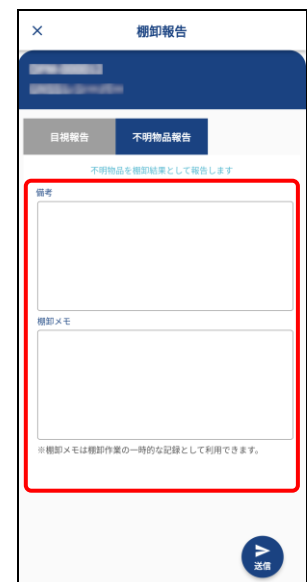 棚卸報告
目視報告
不明物品報告
不明物品を棚卸結果として報告します
備考
棚卸メモ
※棚卸メモは棚卸作業の一時的な記録として利用できます。
送信